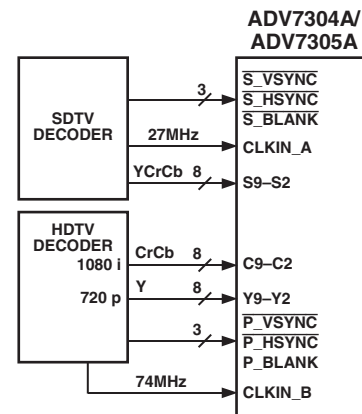 ADV7304A/
ADV7305A
SDTV
DECODER
3
S_VSYNC
S_HSYNC
S_BLANK
27MHz
CLKIN_A
YCrCb 8
S9–S2
HDTV
DECODER
1080 i
CrCb 8
C9–C2
720 p
Y 8
Y9–Y2
3
P_VSYNC
P_HSYNC
P_BLANK
74MHz
CLKIN_B